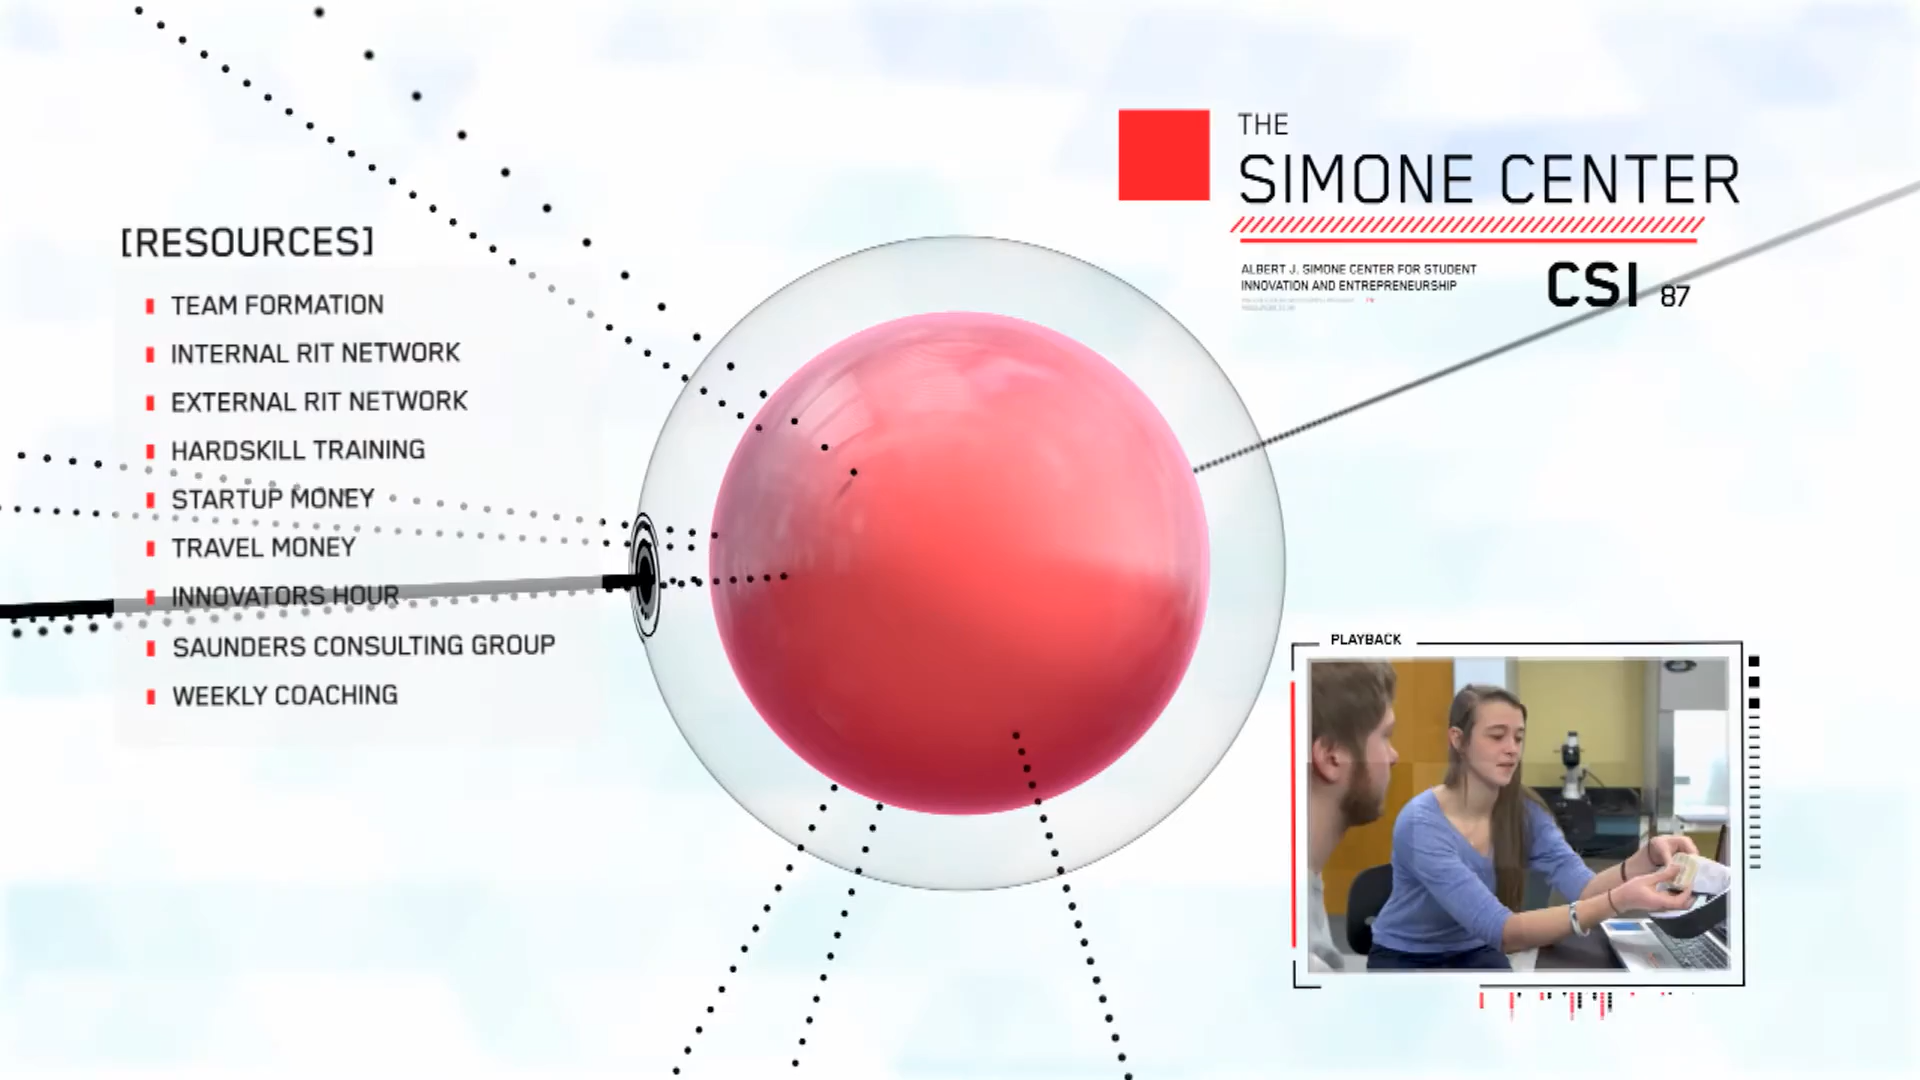 THE
SIMONE CENTER
ALBERT J. SIMONE CENTER FOR STUDENT
INNOVATION AND ENTREPRENEURSHIP
CSI 87
[RESOURCES]
TEAM FORMATION
INTERNAL RIT NETWORK
EXTERNAL RIT NETWORK
HARDSKILL TRAINING
STARTUP MONEY
TRAVEL MONEY
INNOVATORS HOUR
SAUNDERS CONSULTING GROUP
WEEKLY COACHING
PLAYBACK